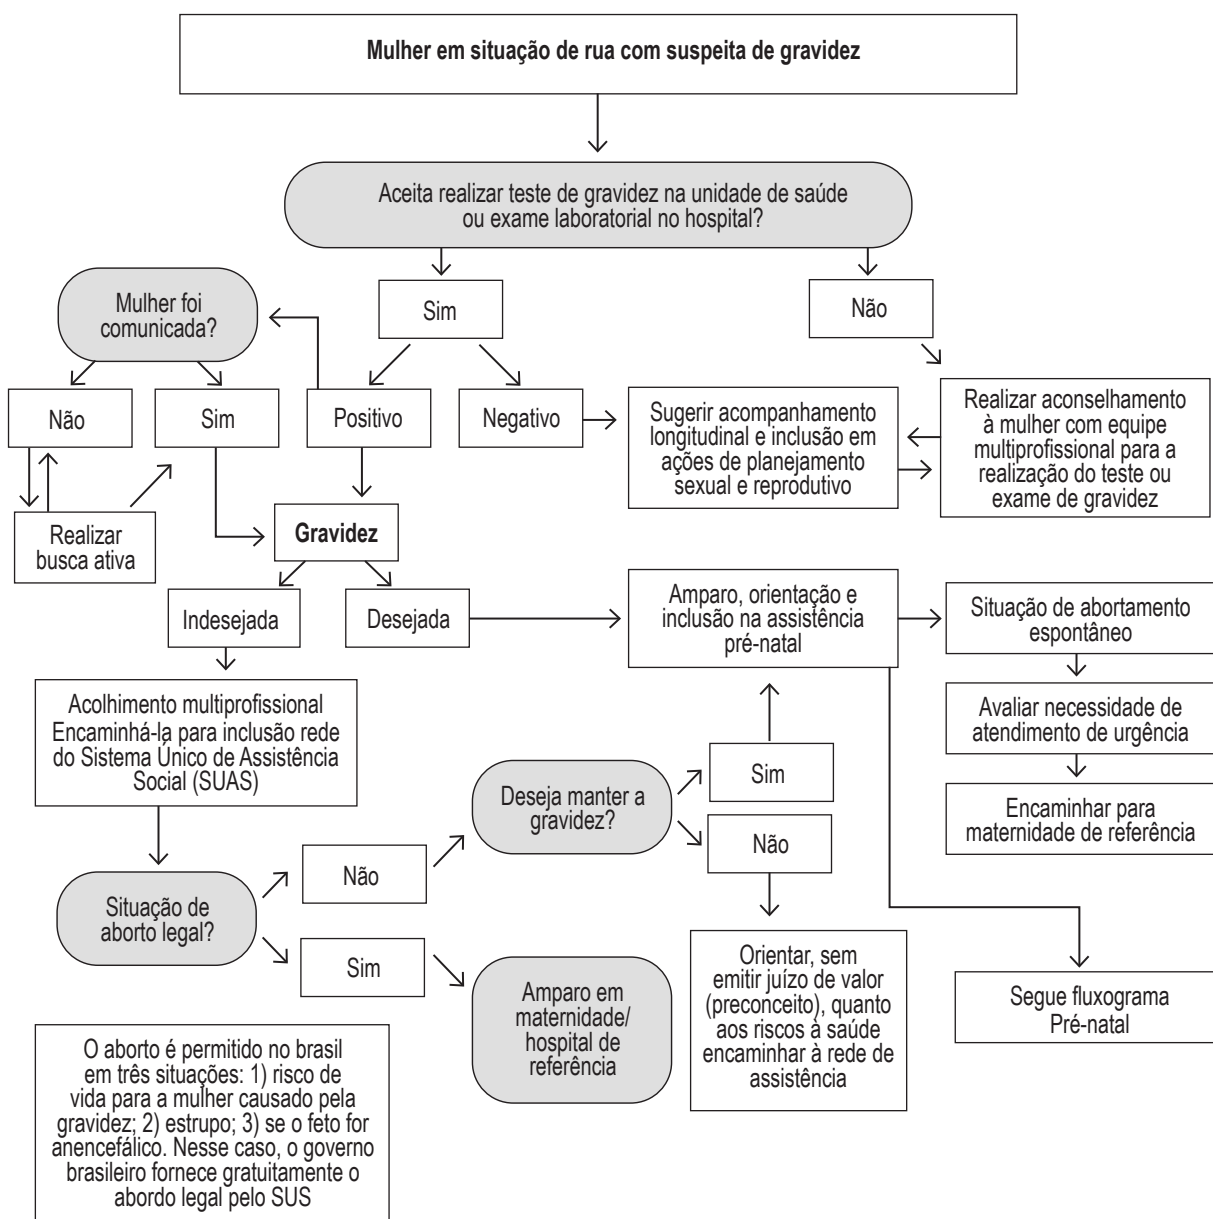 Mulher em situação de rua com suspeita de gravidez
Aceita realizar teste de gravidez na unidade de saúde
ou exame laboratorial no hospital?
Mulher foi
comunicada?
Sim
Não
Não
Sim
Positivo
Negativo
Sugerir acompanhamento
longitudinal e inclusão em
ações de planejamento
sexual e reprodutivo
Realizar aconselhamento
à mulher com equipe
multiprofissional para a
realização do teste ou
exame de gravidez
Realizar
busca ativa
Gravidez
Indesejada
Desejada
Amparo, orientação e
inclusão na assistência
pré-natal
Situação de abortamento
espontâneo
Avaliar necessidade de
atendimento de urgência
Encaminhar para
maternidade de referência
Acolhimento multiprofissional
Encaminhá-la para inclusão rede
do Sistema Único de Assistência
Social (SUAS)
Deseja manter a
gravidez?
Sim
Não
Situação de
aborto legal?
Não
Sim
Amparo em
maternidade/
hospital de
referência
Orientar, sem
emitir juízo de valor
(preconceito), quanto
aos riscos à saúde
encaminhar à rede de
assistência
Segue fluxograma
Pré-natal
O aborto é permitido no brasil
em três situações: 1) risco de
vida para a mulher causado pela
gravidez; 2) estrupo; 3) se o feto for
anencefálico. Nesse caso, o governo
brasileiro fornece gratuitamente o
abordo legal pelo SUS